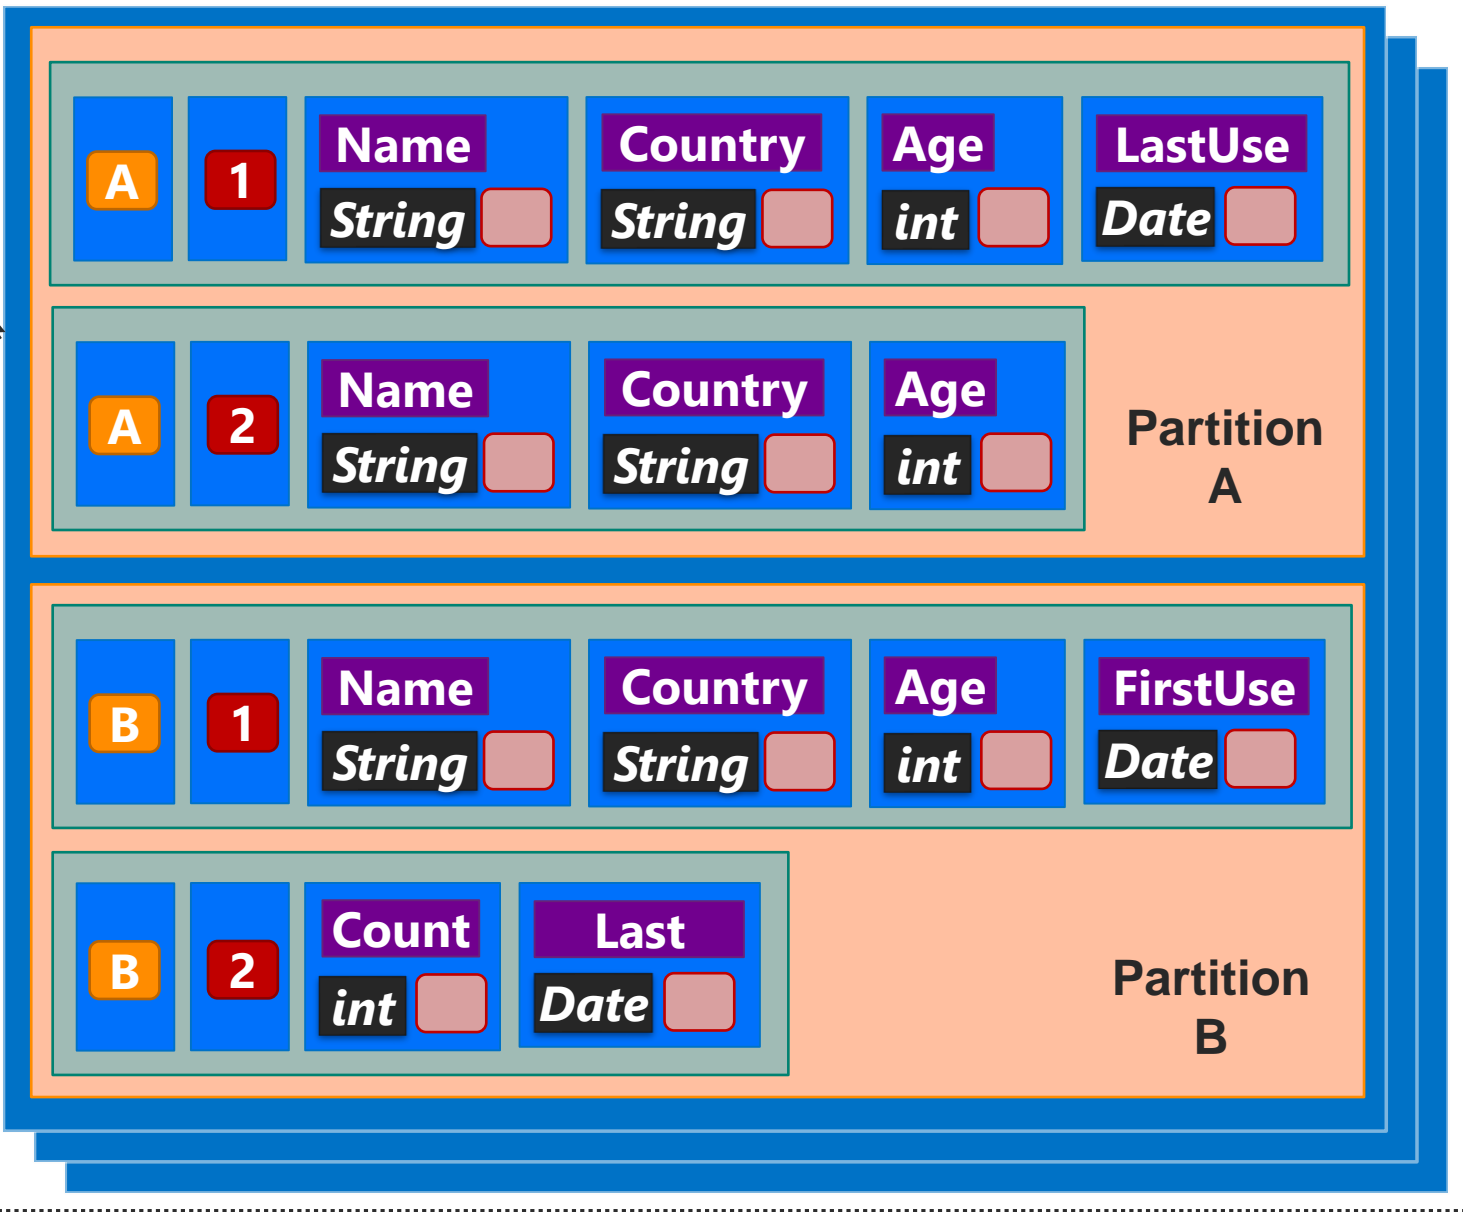 A 1 Name Country Age LastUse
String String int Date
A 2 Name Country Age
String String int
Partition
A
B 1 Name Country Age FirstUse
String String int Date
B 2 Count Last
int Date
Partition
B